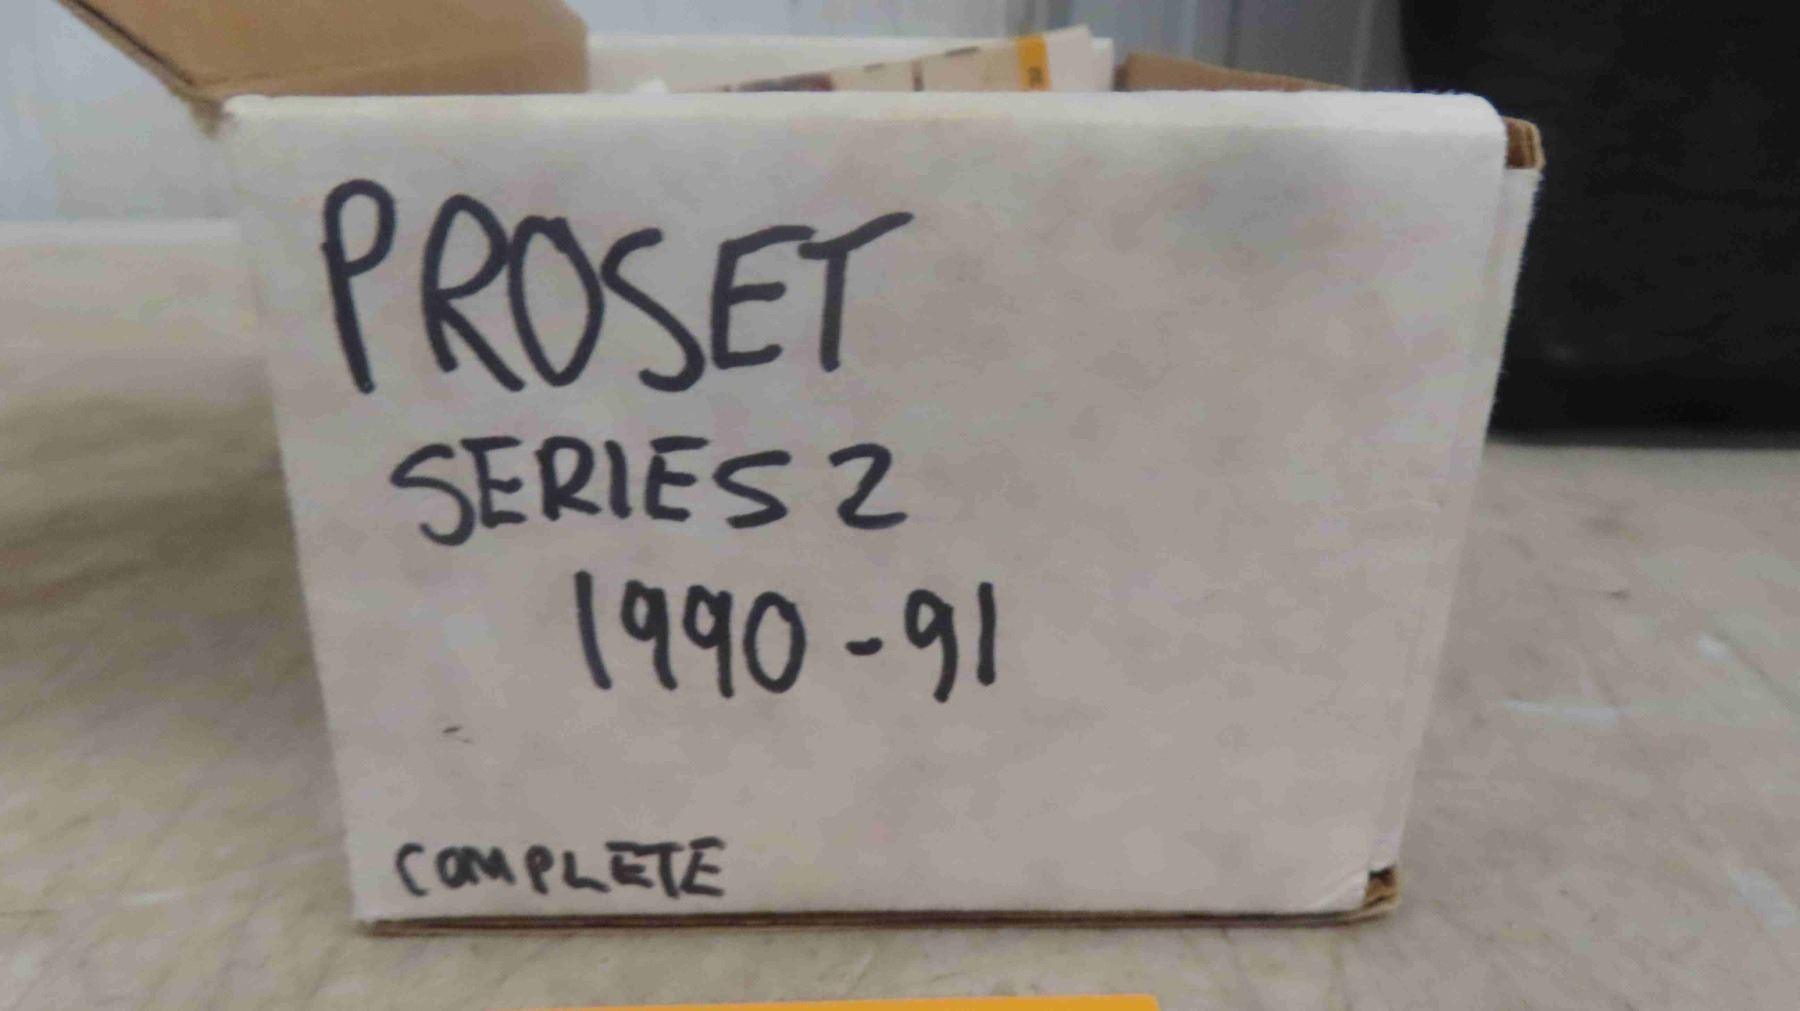 PROSET
SERIES 2
1990-91
COMPLETE